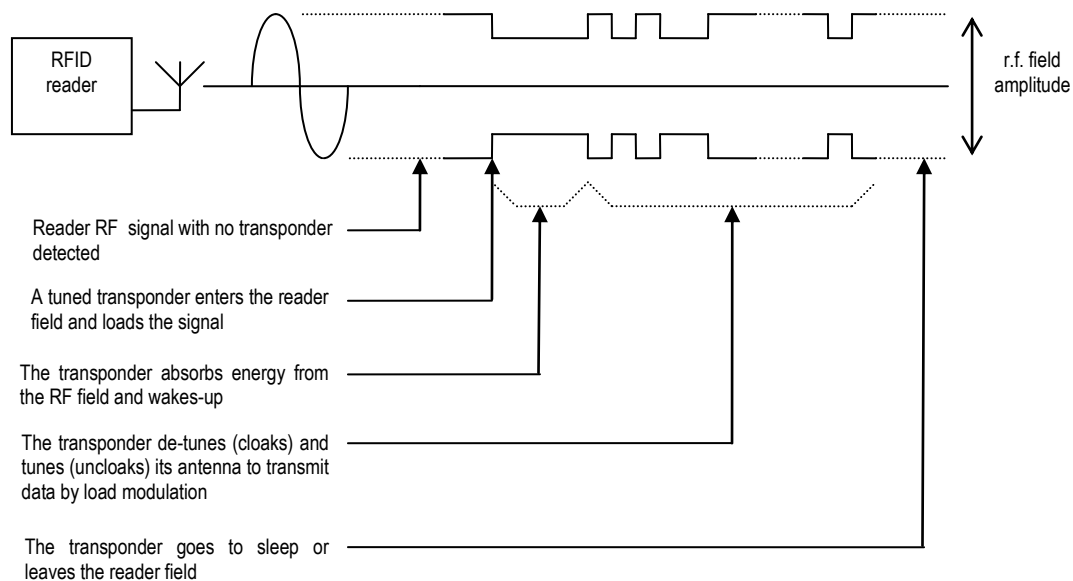 RFID
reader
r.f. field
amplitude
Reader RF signal with no transponder
detected
A tuned transponder enters the reader
field and loads the signal
The transponder absorbs energy from
the RF field and wakes-up
The transponder de-tunes (cloaks) and
tunes (uncloaks) its antenna to transmit
data by load modulation
The transponder goes to sleep or
leaves the reader field